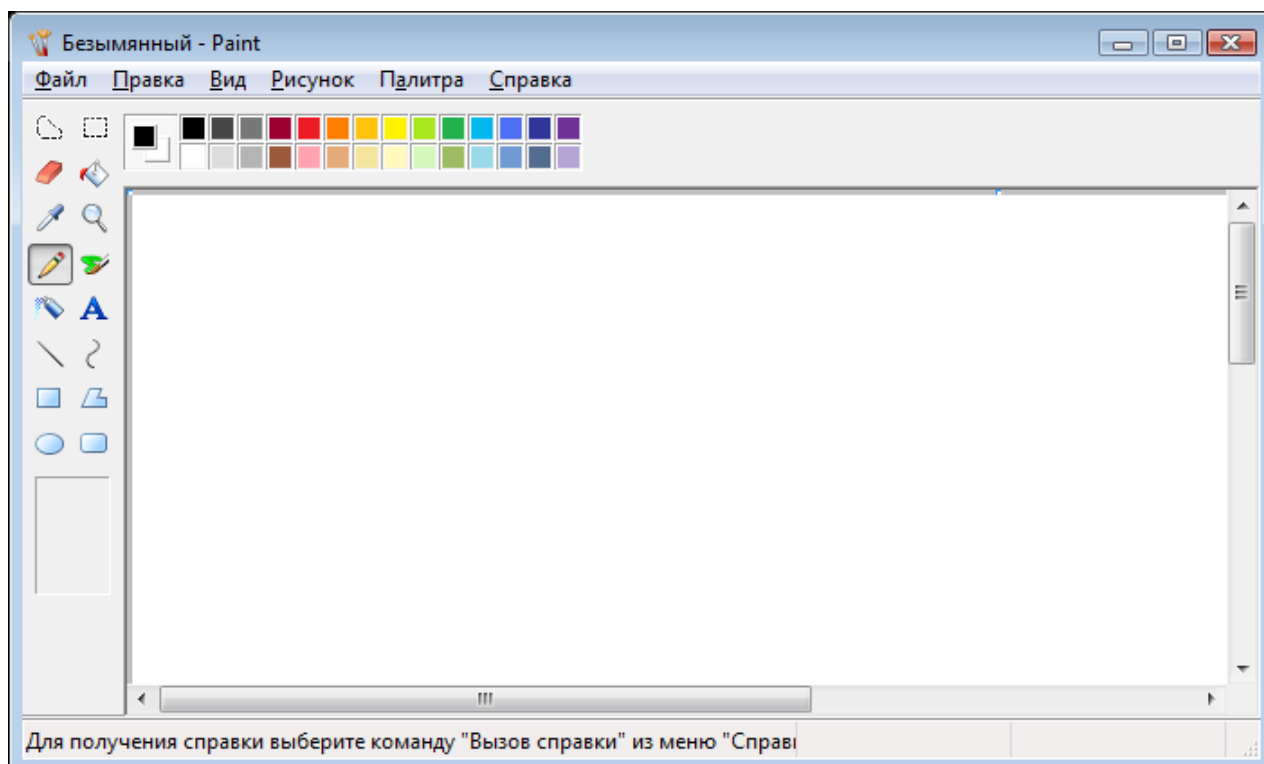 Безымянный - Paint
Файл Правка Вид Рисунок Палитра Справка
Для получения справки выберите команду "Вызов справки" из меню "Справ